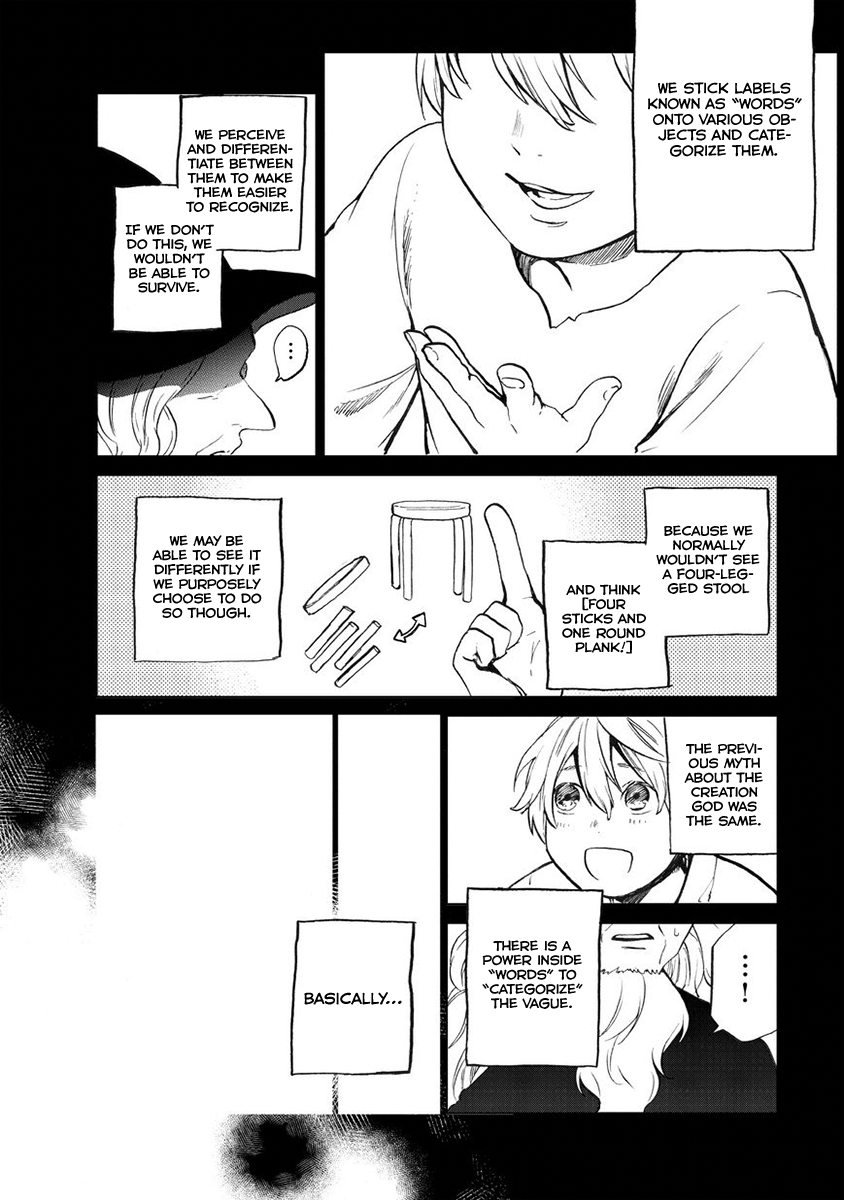 WE STICK LABELS
KNOWN AS "WORDS"
ONTO VARIOUS OB-
JECTS AND CATE-
GORIZE THEM.
WE PERCEIVE
AND DIFFEREN-
TIATE BETWEEN
THEM TO MAKE
THEM EASIER
TO RECOGNIZE.
IF WE DON'T
DO THIS, WE
WOULDN'T
BE ABLE TO
SURVIVE.
...
BECAUSE WE
NORMALLY
WOULDN'T SEE
A FOUR-LEG-
GED STOOL
AND THINK
[FOUR
STICKS AND
ONE ROUND
PLANK!]
WE MAY BE
ABLE TO SEE IT
DIFFERENTLY IF
WE PURPOSELY
CHOOSE TO DO
SO THOUGH.
THE PREVI-
OUS MYTH
ABOUT THE
CREATION
GOD WAS
THE SAME.
...!
THERE IS A
POWER INSIDE
"WORDS" TO
"CATEGORIZE"
THE VAGUE.
BASICALLY...